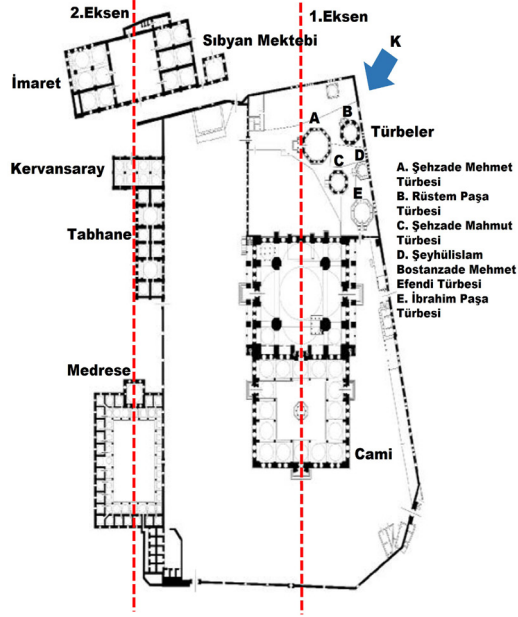 2.Eksen
1.Eksen
Sıbyan Mektebi
K
İmaret
A
B
Türbeler
Kervansaray
C
D
E
A. Şehzade Mehmet
Türbesi
B. Rüstem Paşa
Türbesi
C. Şehzade Mahmut
Türbesi
D. Şeyhülislam
Bostanzade Mehmet
Efendi Türbesi
E. İbrahim Paşa
Türbesi
Tabhane
Medrese
Cami